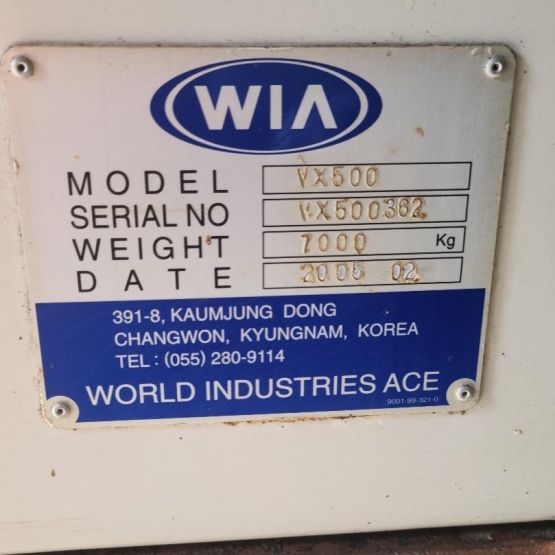 WIA
MODEL VX500
SERIAL NO VX500362
WEIGHT 7000 Kg
DATE 2005 02
391-8, KAUMJUNG DONG
CHANGWON, KYUNGNAM, KOREA
TEL : (055) 280-9114
WORLD INDUSTRIES ACE
9001-99-321-0